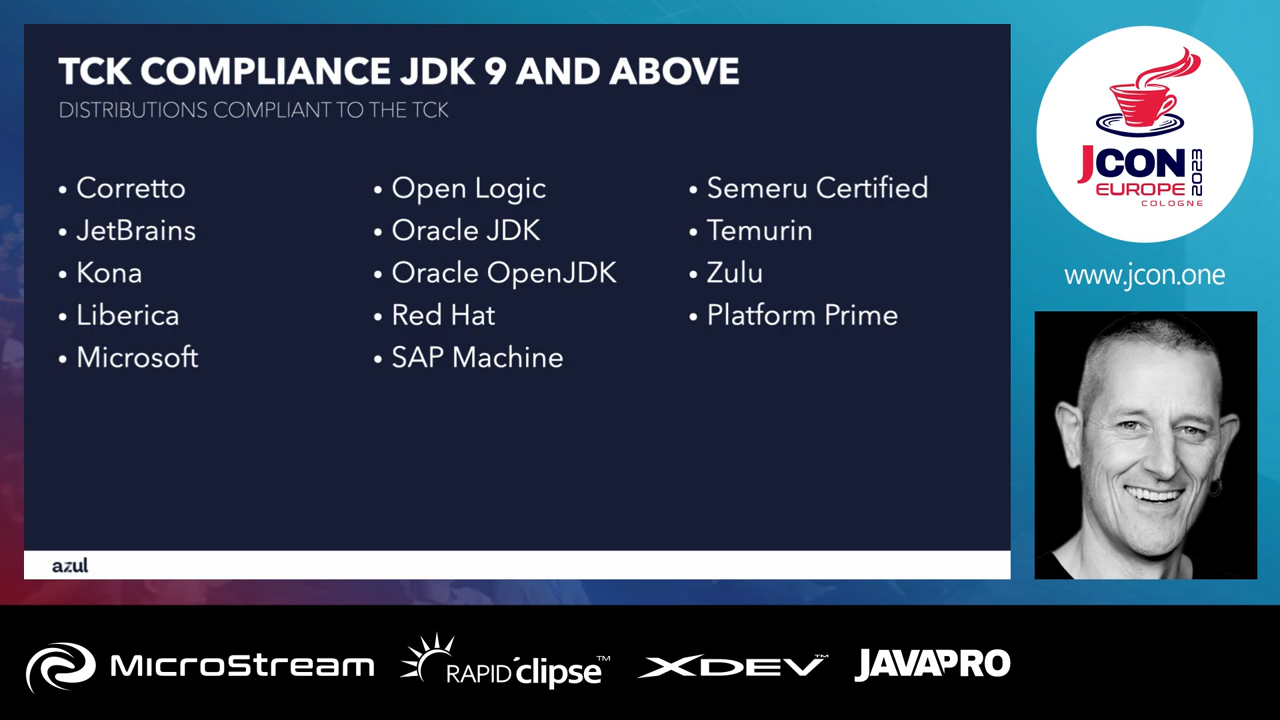 TCK COMPLIANCE JDK 9 AND ABOVE
DISTRIBUTIONS COMPLIANT TO THE TCK
• Corretto
• JetBrains
• Kona
• Liberica
• Microsoft
• Open Logic
• Oracle JDK
• Oracle OpenJDK
• Red Hat
• SAP Machine
• Semeru Certified
• Temurin
• Zulu
• Platform Prime
azul
JCON
EUROPE
COLOGNE
2023
www.jcon.one
MicroStream
RAPID clipse™
XDEV™
JAVAPRO